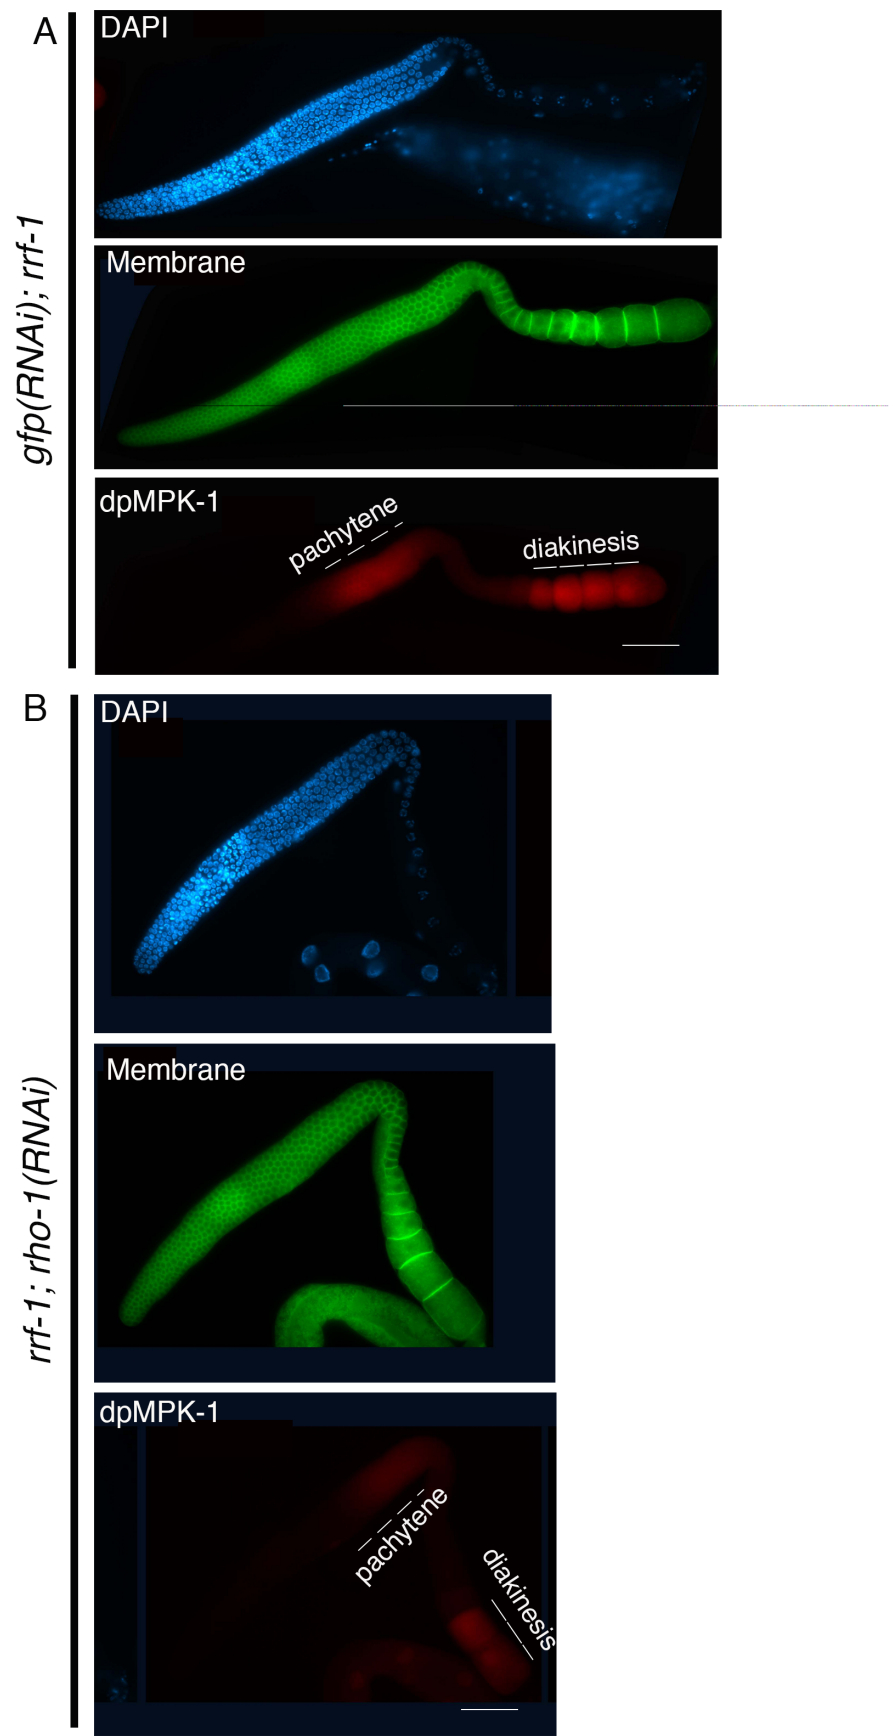 A
DAPI
gfp(RNAi); rrf-1
Membrane
dpMPK-1
pachytene
diakinesis
B
DAPI
rrf-1; rho-1(RNAi)
Membrane
dpMPK-1
pachytene
diakinesis